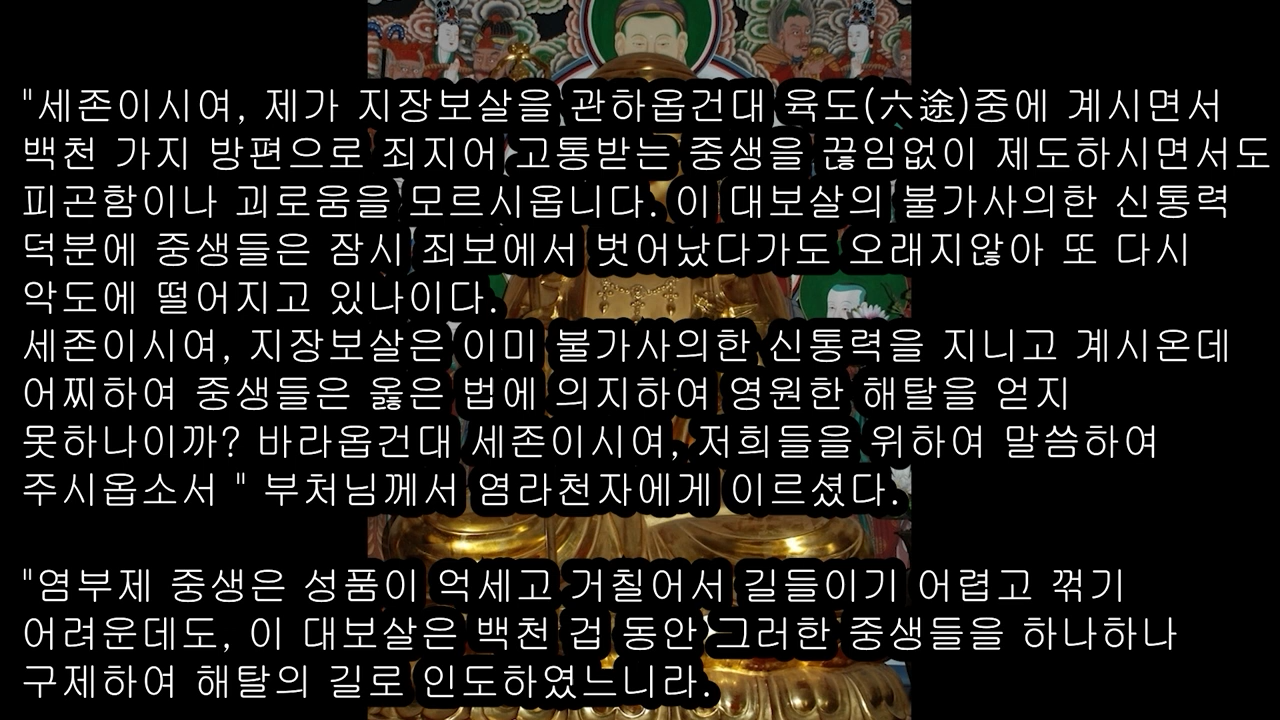 "세존이시여, 제가 지장보살을 관하옵건대 육도(六途)중에 계시면서
백천 가지 방편으로 죄지어 고통받는 중생을 끊임없이 제도하시면서도
피곤함이나 괴로움을 모르시옵니다. 이 대보살의 불가사의한 신통력
덕분에 중생들은 잠시 죄보에서 벗어났다가도 오래지않아 또 다시
악도에 떨어지고 있나이다.
세존이시여, 지장보살은 이미 불가사의한 신통력을 지니고 계시온데
어찌하여 중생들은 옳은 법에 의지하여 영원한 해탈을 얻지
못하나이까? 바라옵건대 세존이시여, 저희들을 위하여 말씀하여
주시옵소서 " 부처님께서 염라천자에게 이르셨다.
"염부제 중생은 성품이 억세고 거칠어서 길들이기 어렵고 꺾기
어려운데도, 이 대보살은 백천 겁 동안 그러한 중생들을 하나하나
구제하여 해탈의 길로 인도하였느니라.